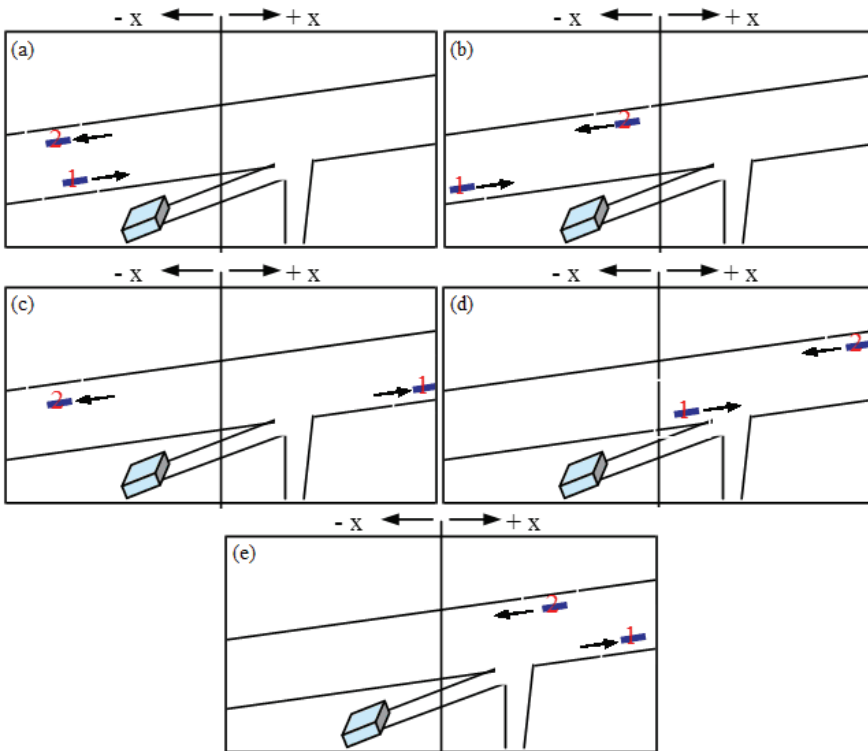 - x + x - x + x
(a) (b)
2 2
1 1
- x + x - x + x
(c) (d)
2 1 2
1
- x + x
(e)
2
1